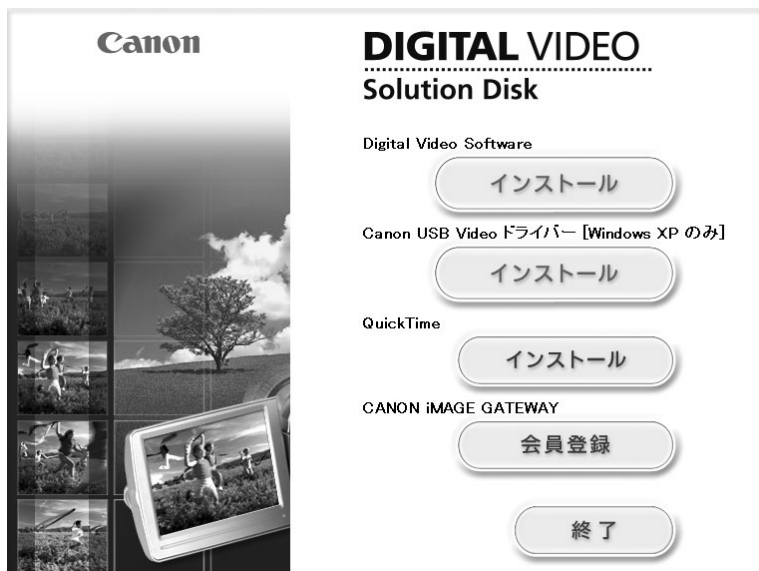 Canon
DIGITAL VIDEO
Solution Disk
Digital Video Software
インストール
Canon USB Video ドライバー [Windows XP のみ]
インストール
QuickTime
インストール
CANON iMAGE GATEWAY
会員登録
終了